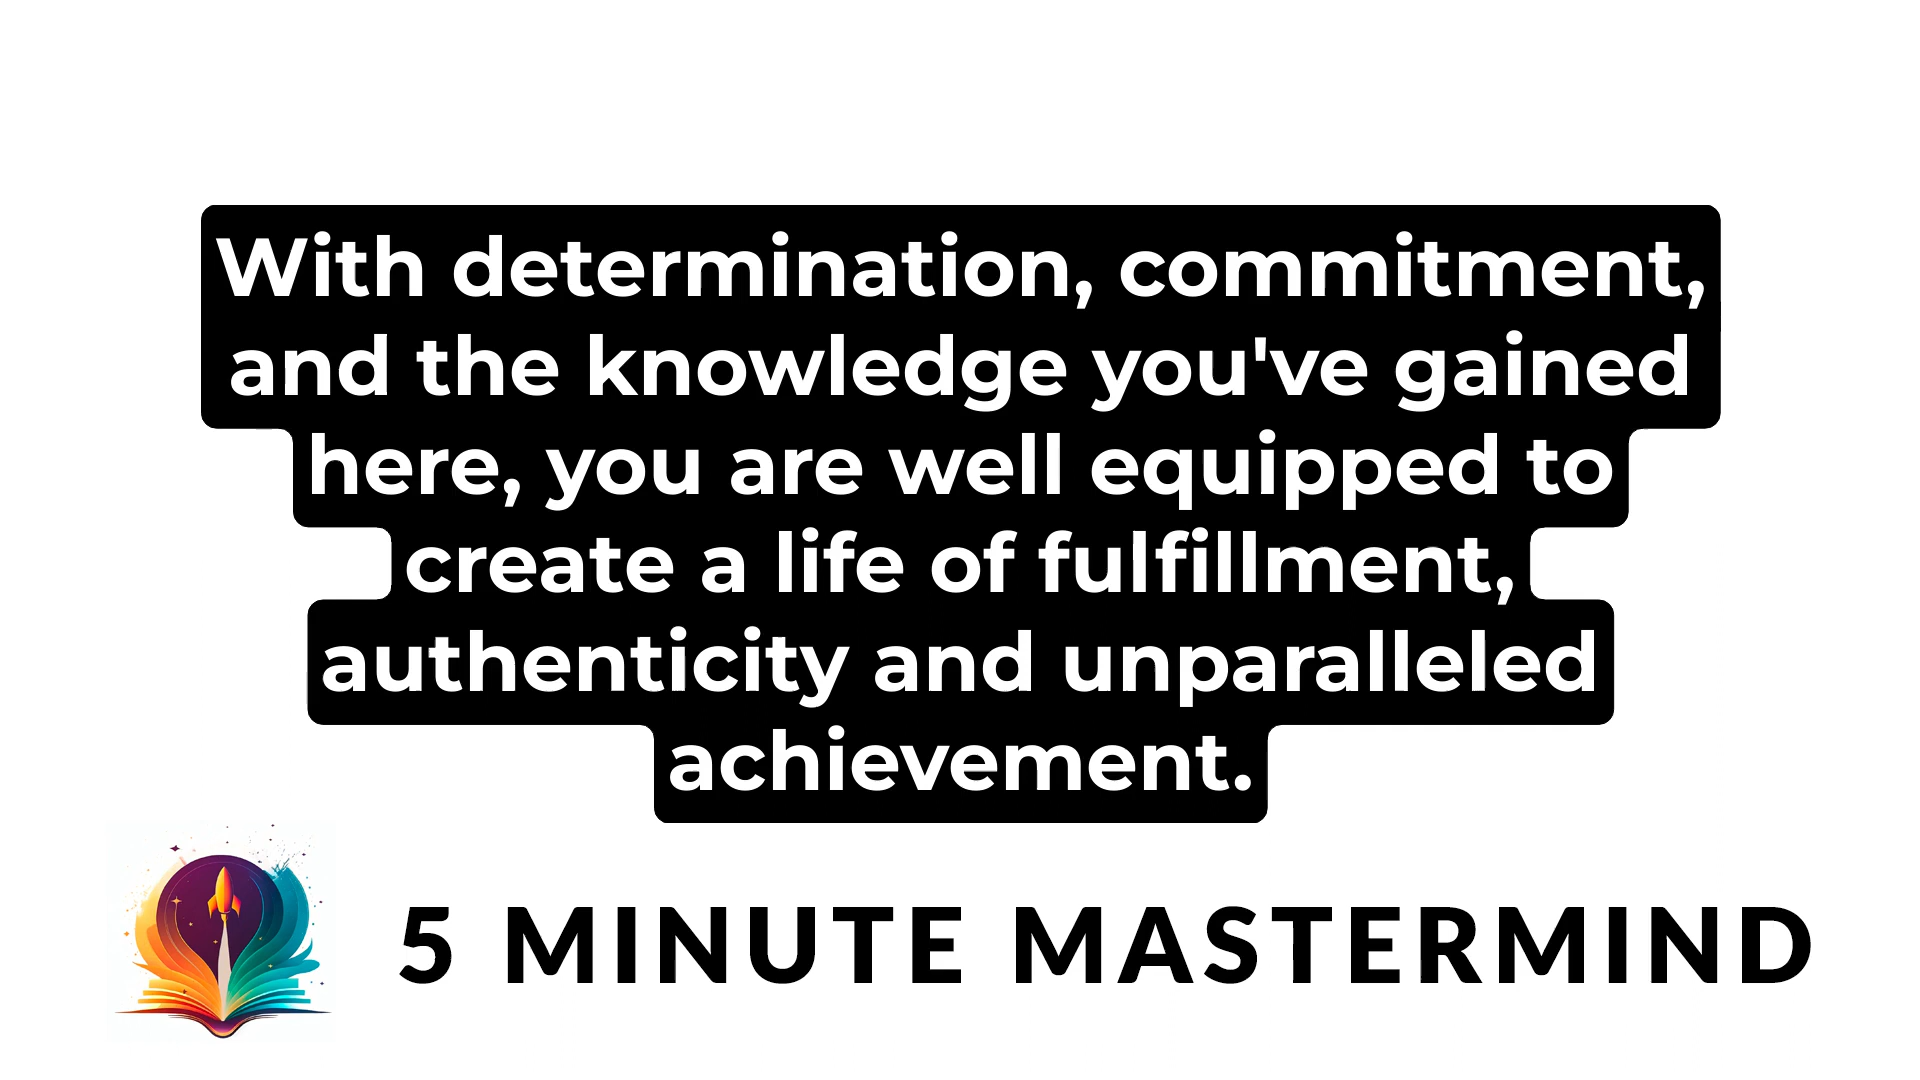 With determination, commitment,
and the knowledge you've gained
here, you are well equipped to
create a life of fulfillment,
authenticity and unparalleled
achievement.
5 MINUTE MASTERMIND